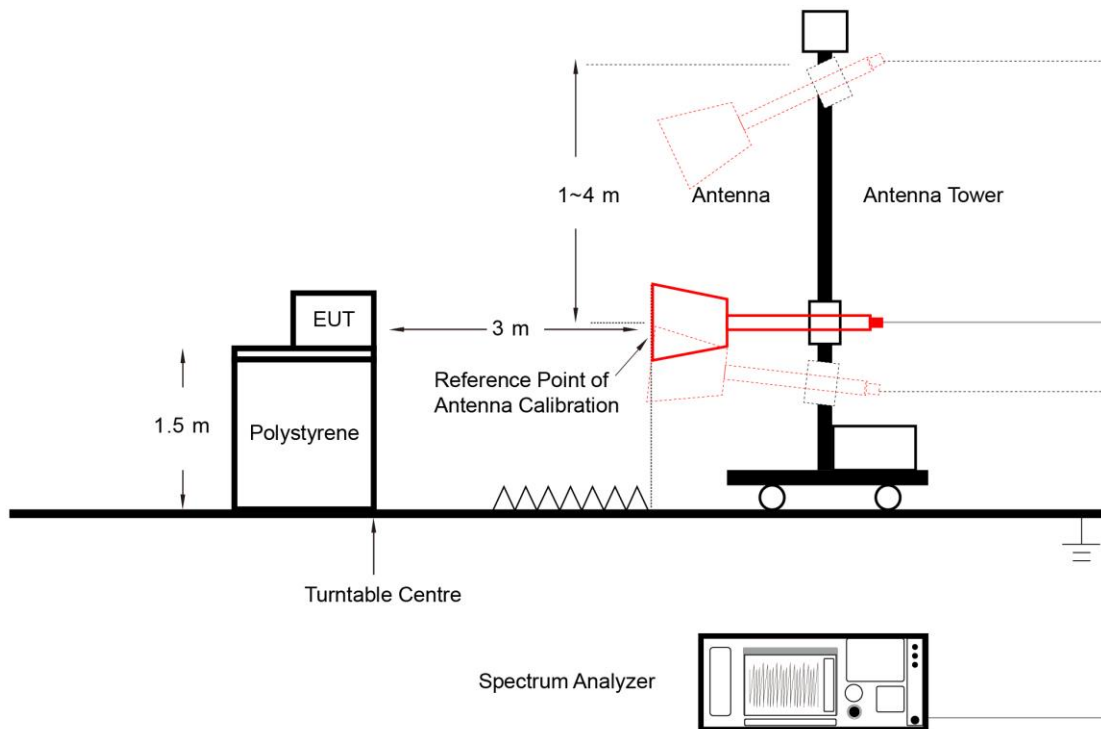 1~4 m
Antenna
Antenna Tower
EUT
3 m
Reference Point of
Antenna Calibration
1.5 m
Polystyrene
Turntable Centre
Spectrum Analyzer